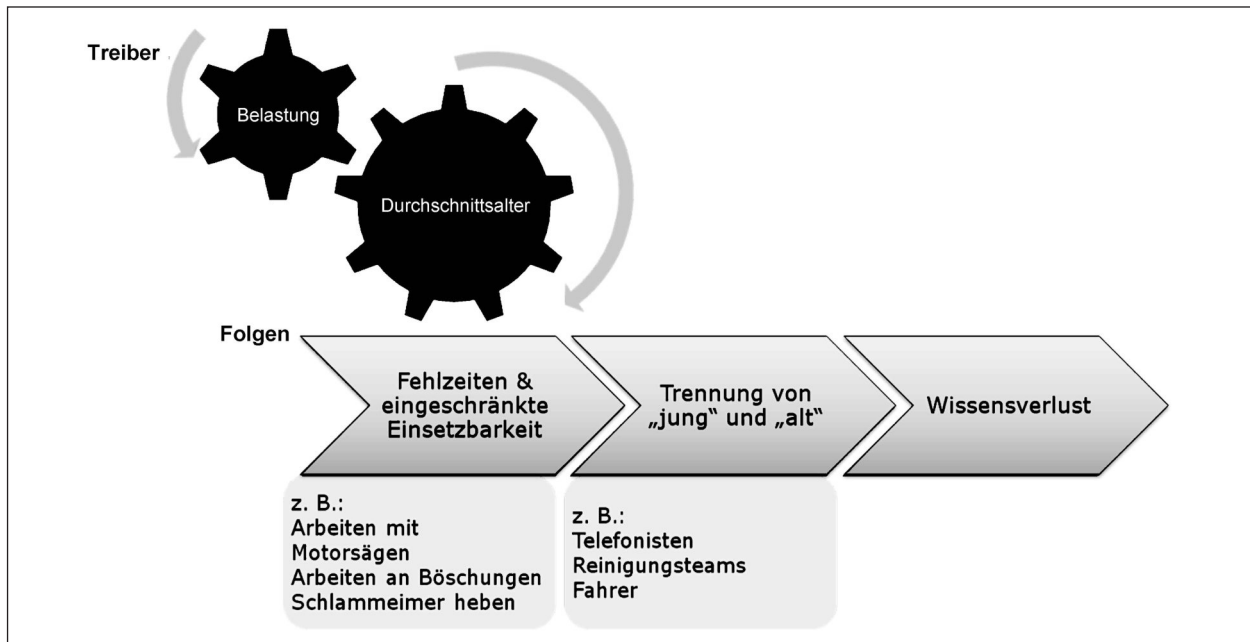 Treiber
Belastung
Durchschnittsalter
Folgen
Fehlzeiten &
eingeschränkte
Einsetzbarkeit
Trennung von
„jung“ und „alt“
Wissensverlust
z. B.:
Arbeiten mit
Motorsägen
Arbeiten an Böschungen
Schlammeimer heben
z. B.:
Telefonisten
Reinigungsteams
Fahrer